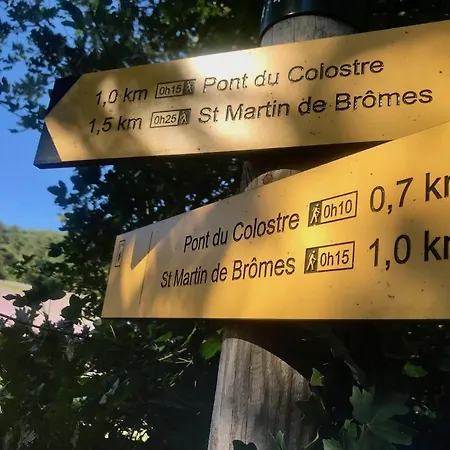 1,0 km 0h15 Pont du Colostre
1,5 km 0h25 St Martin de Brômes
Pont du Colostre 0h10 0,7 km
St Martin de Brômes 0h15 1,0 km